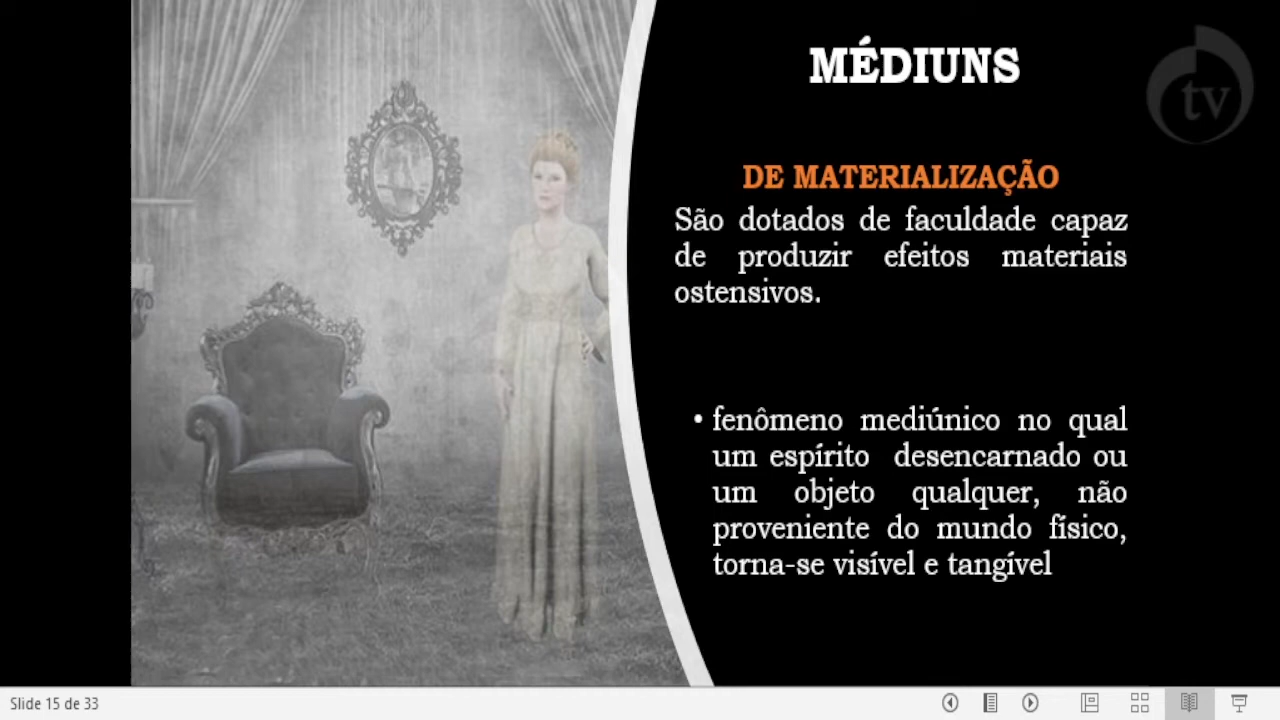 MÉDIUNS
tv
DE MATERIALIZAÇÃO
São dotados de faculdade capaz
de produzir efeitos materiais
ostensivos.
• fenômeno mediúnico no qual
um espírito desencarnado ou
um objeto qualquer, não
proveniente do mundo físico,
torna-se visível e tangível
Slide 15 de 33